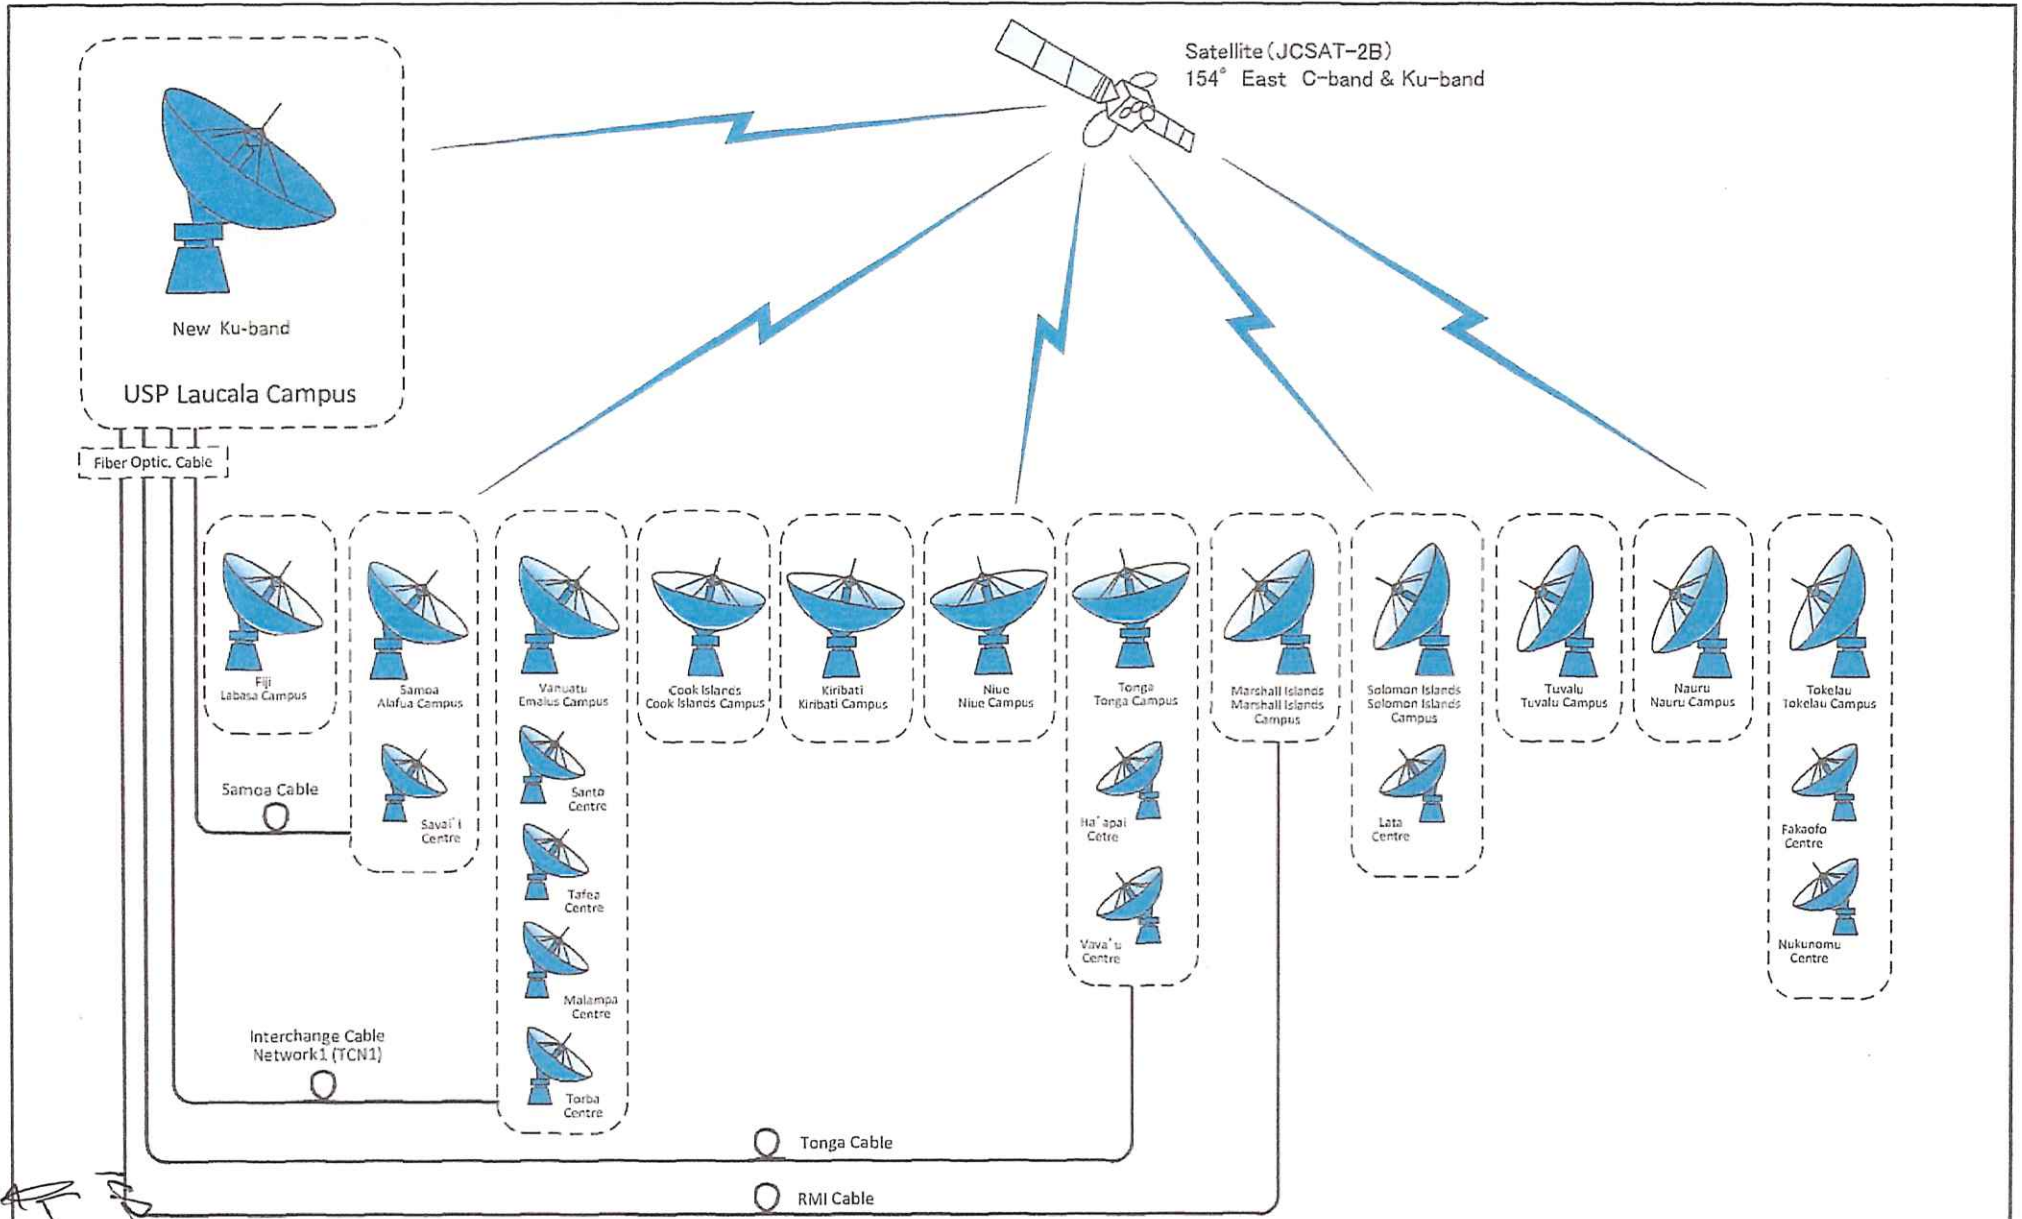 Satellite(JCSAT-2B)
154° East C-band & Ku-band
New Ku-band
USP Laucala Campus
Fiber Optic. Cable
Fiji
Labasa Campus
Samoa
Alafua Campus
Savai'i
Centre
Vanuatu
Emalus Campus
Santo
Centre
Tafea
Centre
Malampa
Centre
Torba
Centre
Cook Islands
Cook Islands Campus
Kiribati
Kiribati Campus
Niue
Niue Campus
Tonga
Tonga Campus
Ha'apai
Cetre
Vava'u
Centre
Marshall Islands
Marshall Islands
Campus
Solomon Islands
Solomon Islands
Campus
Lata
Centre
Tuvalu
Tuvalu Campus
Nauru
Nauru Campus
Tokelau
Tokelau Campus
Fakaofo
Centre
Nukunomu
Centre
Samoa Cable
Interchange Cable
Network1 (TCN1)
Tonga Cable
RMI Cable